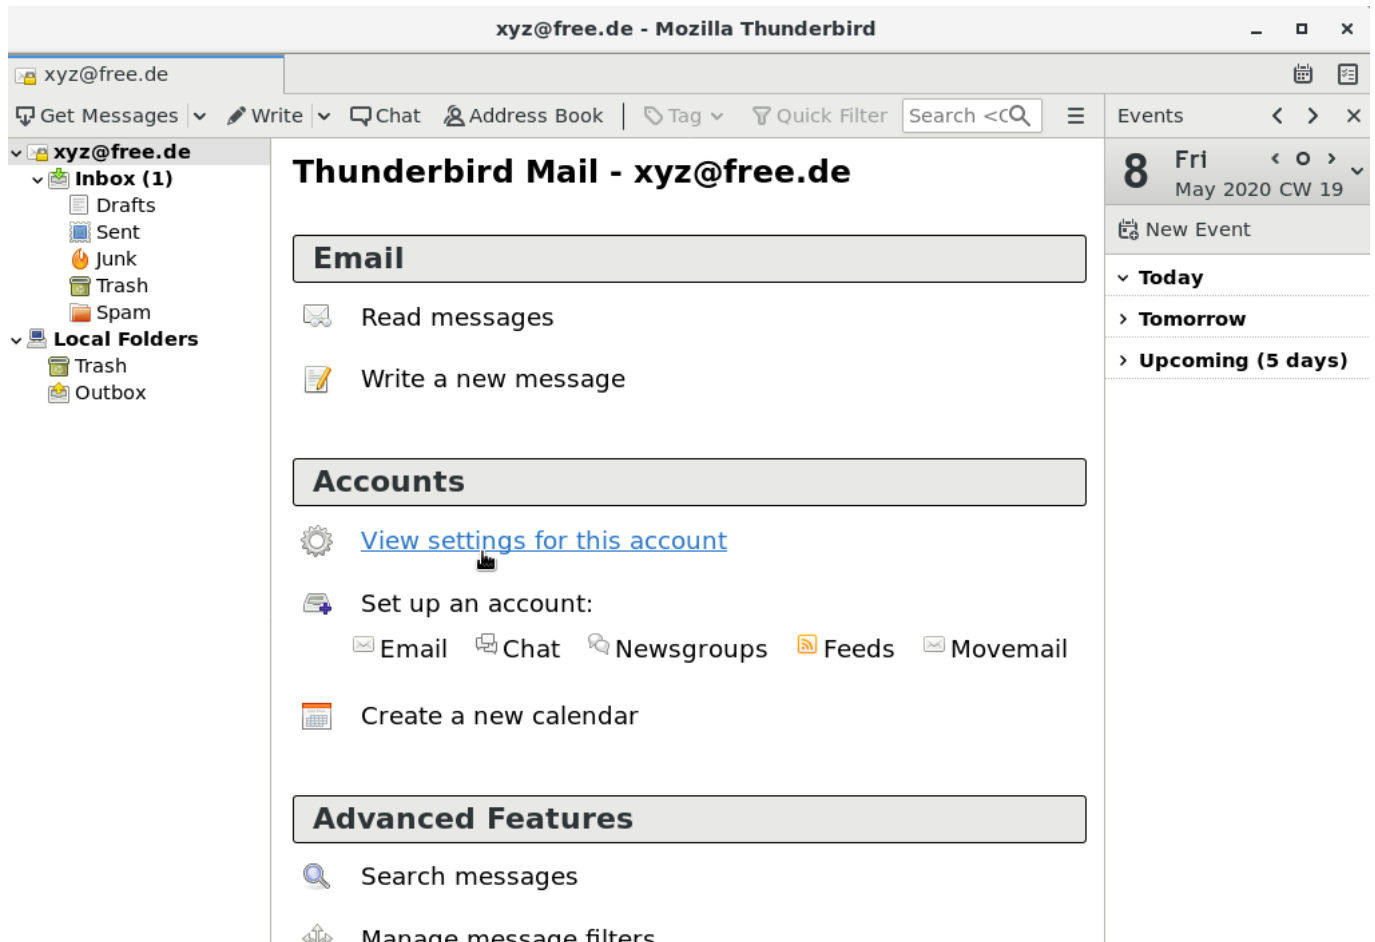 xyz@free.de - Mozilla Thunderbird
xyz@free.de
Get Messages Write Chat Address Book Tag Quick Filter Search <C
xyz@free.de
Inbox (1)
Drafts
Sent
Junk
Trash
Spam
Local Folders
Trash
Outbox
Thunderbird Mail - xyz@free.de
Email
Read messages
Write a new message
Accounts
View settings for this account
Set up an account:
Email Chat Newsgroups Feeds Movemail
Create a new calendar
Advanced Features
Search messages
Manage message filters
Events
8 Fri
May 2020 CW 19
New Event
Today
Tomorrow
Upcoming (5 days)